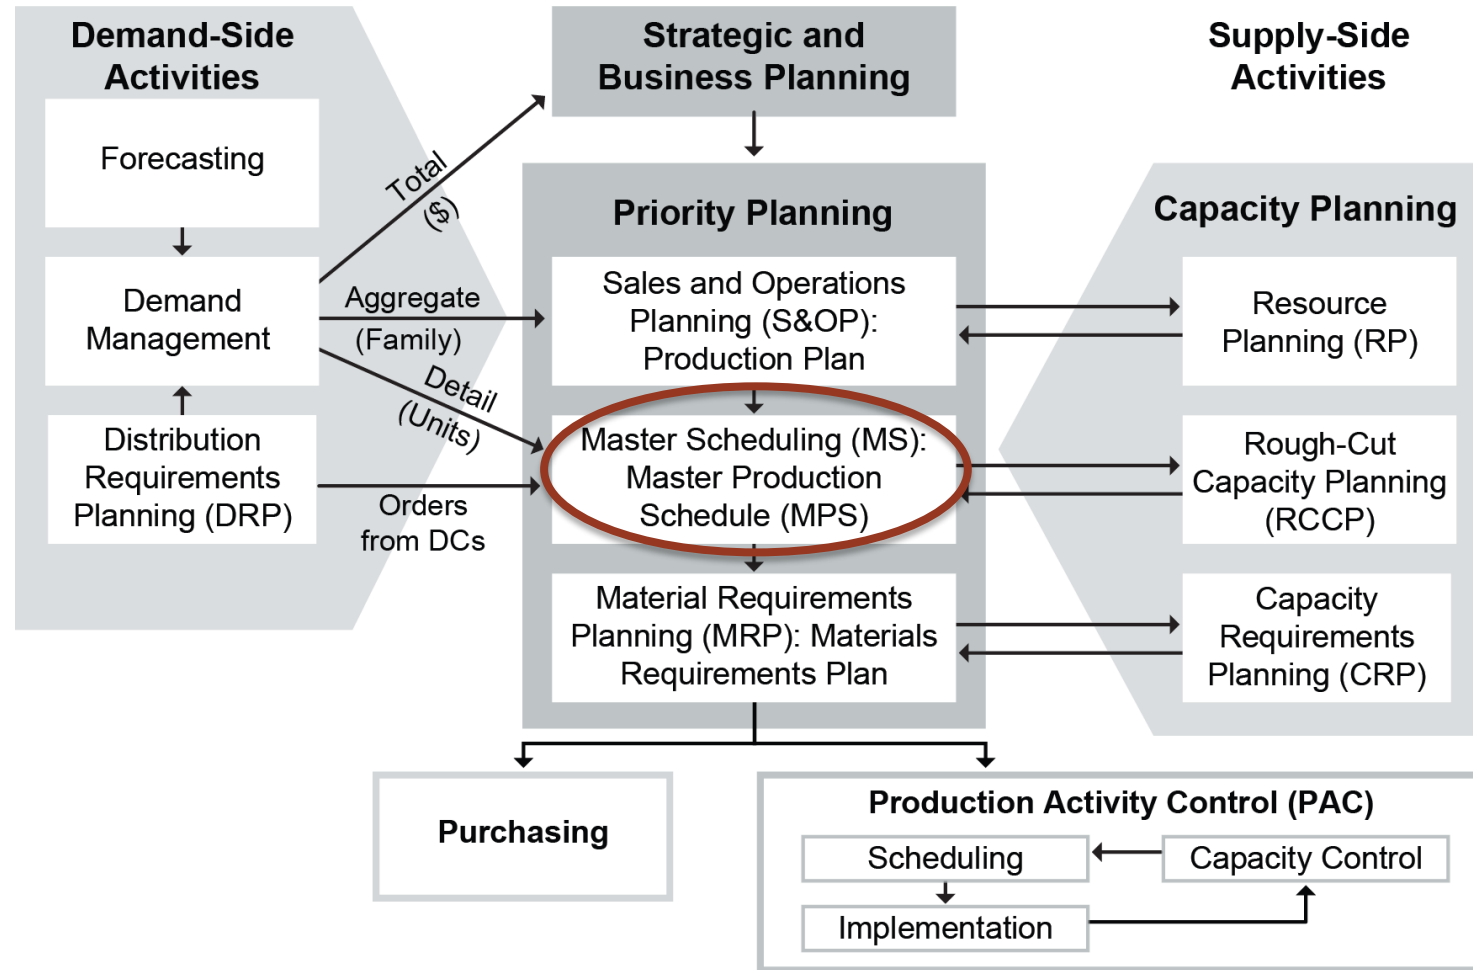 Demand-Side
Activities
Forecasting
Demand
Management
Distribution
Requirements
Planning (DRP)
Total
($)
Aggregate
(Family)
Detail
(Units)
Orders
from DCs
Strategic and
Business Planning
Priority Planning
Sales and Operations
Planning (S&OP):
Production Plan
Master Scheduling (MS):
Master Production
Schedule (MPS)
Material Requirements
Planning (MRP): Materials
Requirements Plan
Supply-Side
Activities
Capacity Planning
Resource
Planning (RP)
Rough-Cut
Capacity Planning
(RCCP)
Capacity
Requirements
Planning (CRP)
Purchasing
Production Activity Control (PAC)
Scheduling
Capacity Control
Implementation